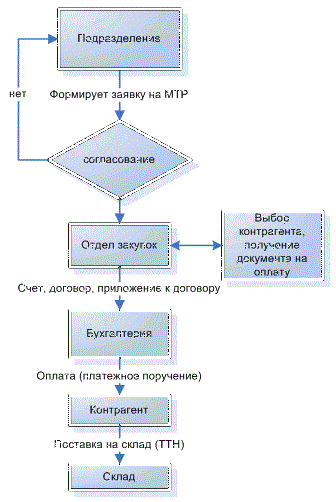 Подразделения
нет
Формирует заявку на МТР
согласование
Отдел закупок
Выбос
контрагента,
получение
документа на
оплату
Счет, договор, приложение к договору
Бухгалтерия
Оплата (платежное поручение)
Контрагент
Поставка на склад (ТТН)
Склад